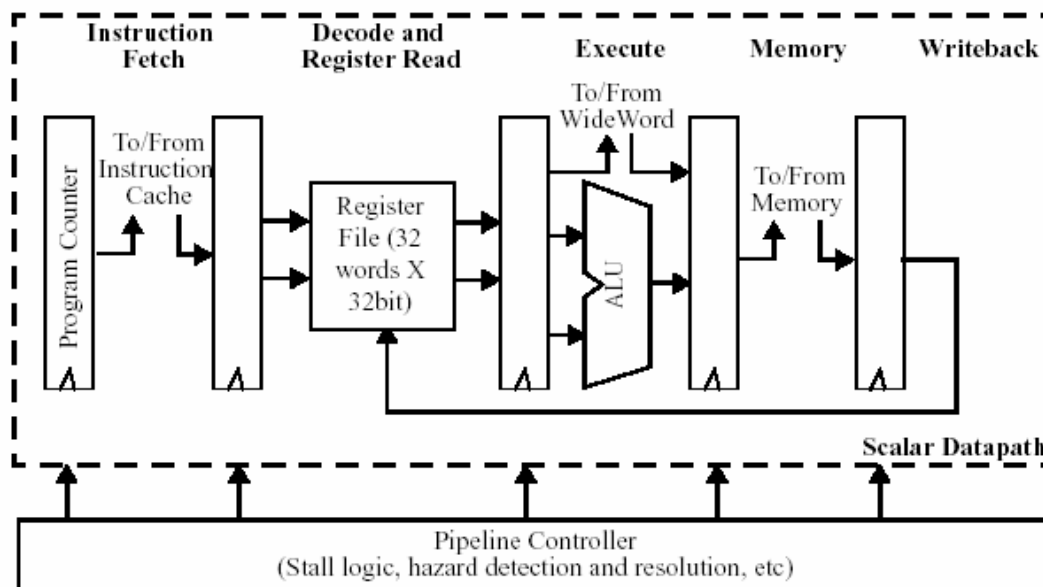 Instruction
Fetch
Decode and
Register Read
Execute
Memory
Writeback
To/From
WideWord
To/From
Instruction
Cache
Program Counter
Register
File (32
words X
32bit)
ALU
To/From
Memory
Scalar Datapath
Pipeline Controller
(Stall logic, hazard detection and resolution, etc)